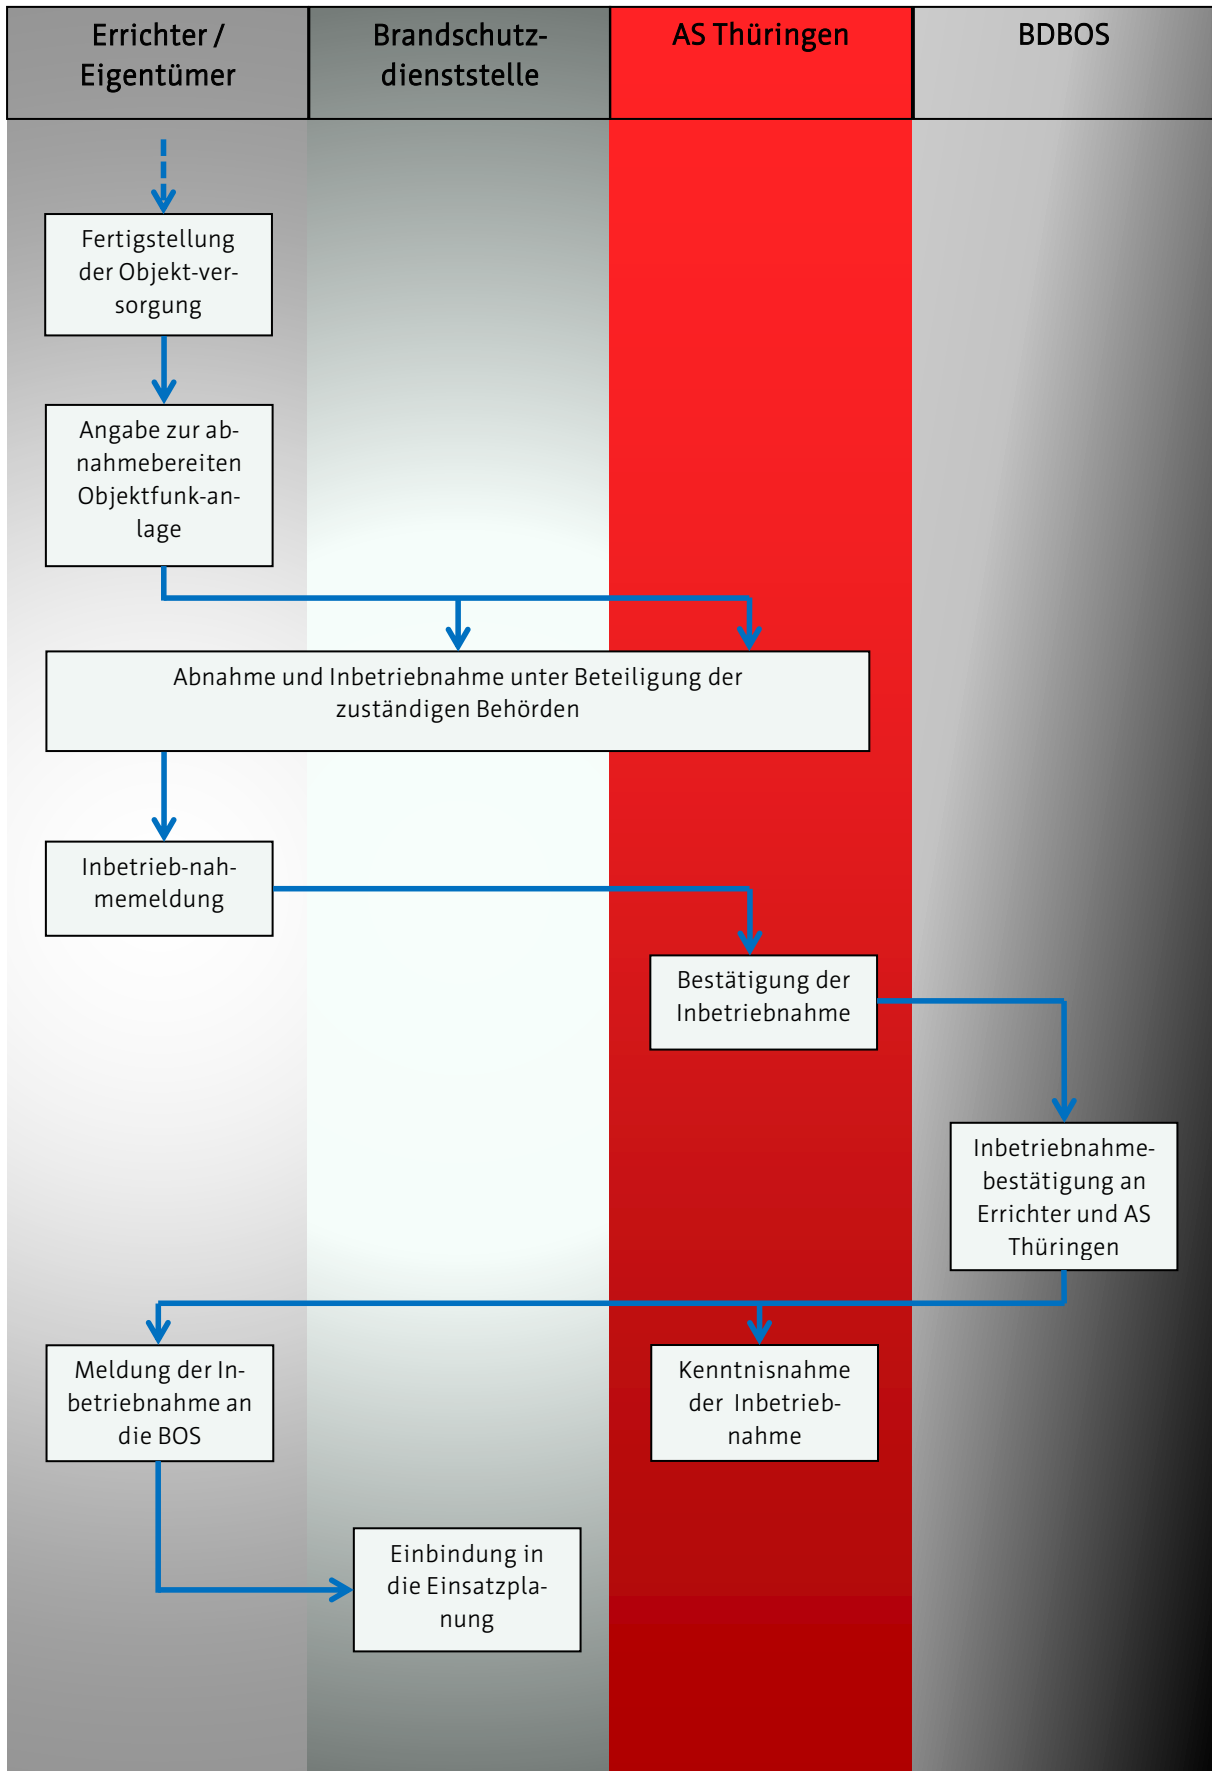 Errichter /
Eigentümer
Brandschutz-
dienststelle
AS Thüringen
BDBOS
Fertigstellung
der Objekt-ver-
sorgung
Angabe zur ab-
nahmebereiten
Objektfunk-an-
lage
Abnahme und Inbetriebnahme unter Beteiligung der
zuständigen Behörden
Inbetrieb-nah-
memeldung
Bestätigung der
Inbetriebnahme
Inbetriebnahme-
bestätigung an
Errichter und AS
Thüringen
Meldung der In-
betriebnahme an
die BOS
Kenntnisnahme
der Inbetrieb-
nahme
Einbindung in
die Einsatzpla-
nung